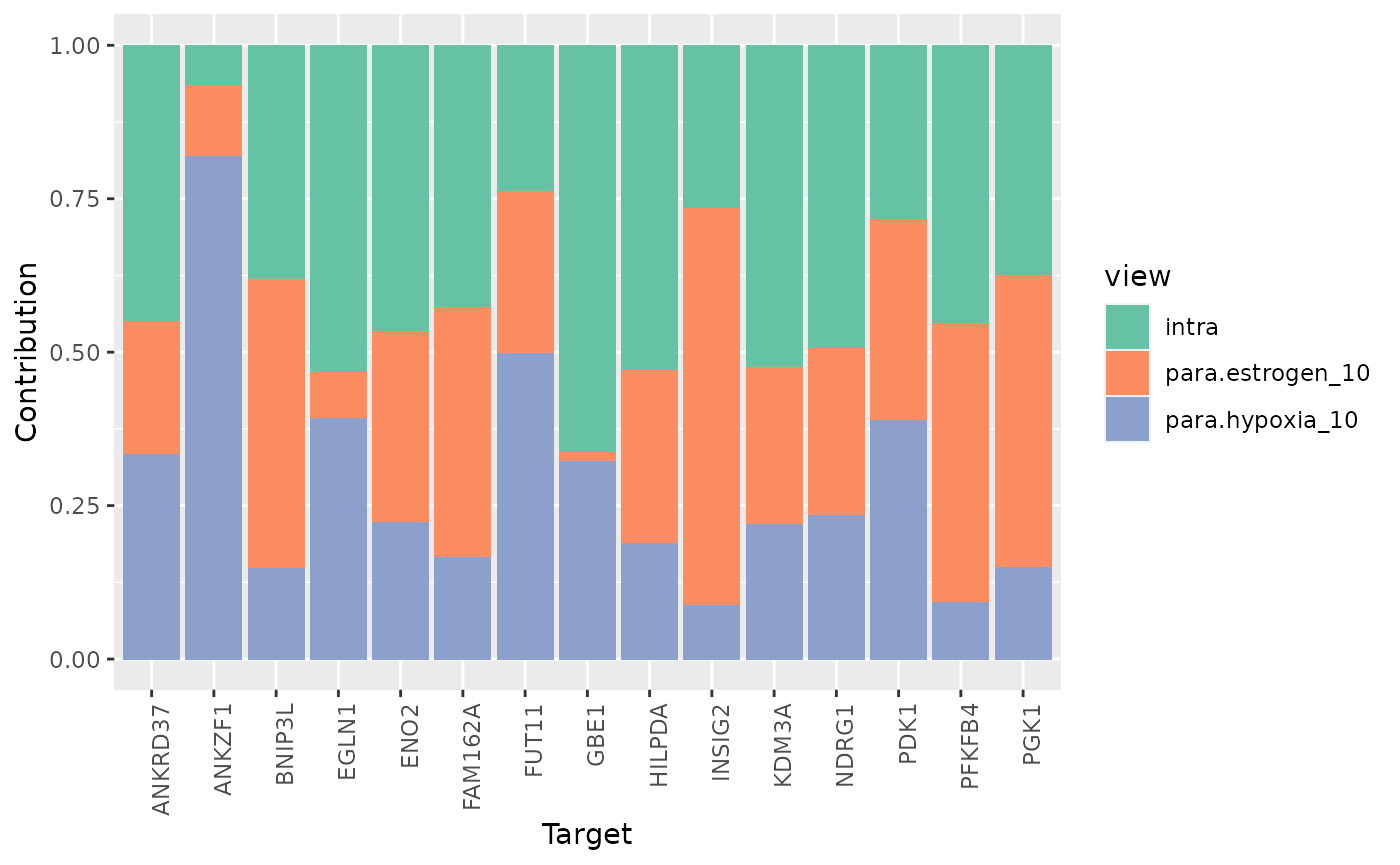 Contribution
1.00
0.75
0.50
0.25
0.00
ANKRD37
ANKZF1
BNIP3L
EGLN1
ENO2
FAM162A
FUT11
GBE1
HILPDA
INSIG2
KDM3A
NDRG1
PDK1
PFKFB4
PGK1
Target
view
intra
para.estrogen_10
para.hypoxia_10